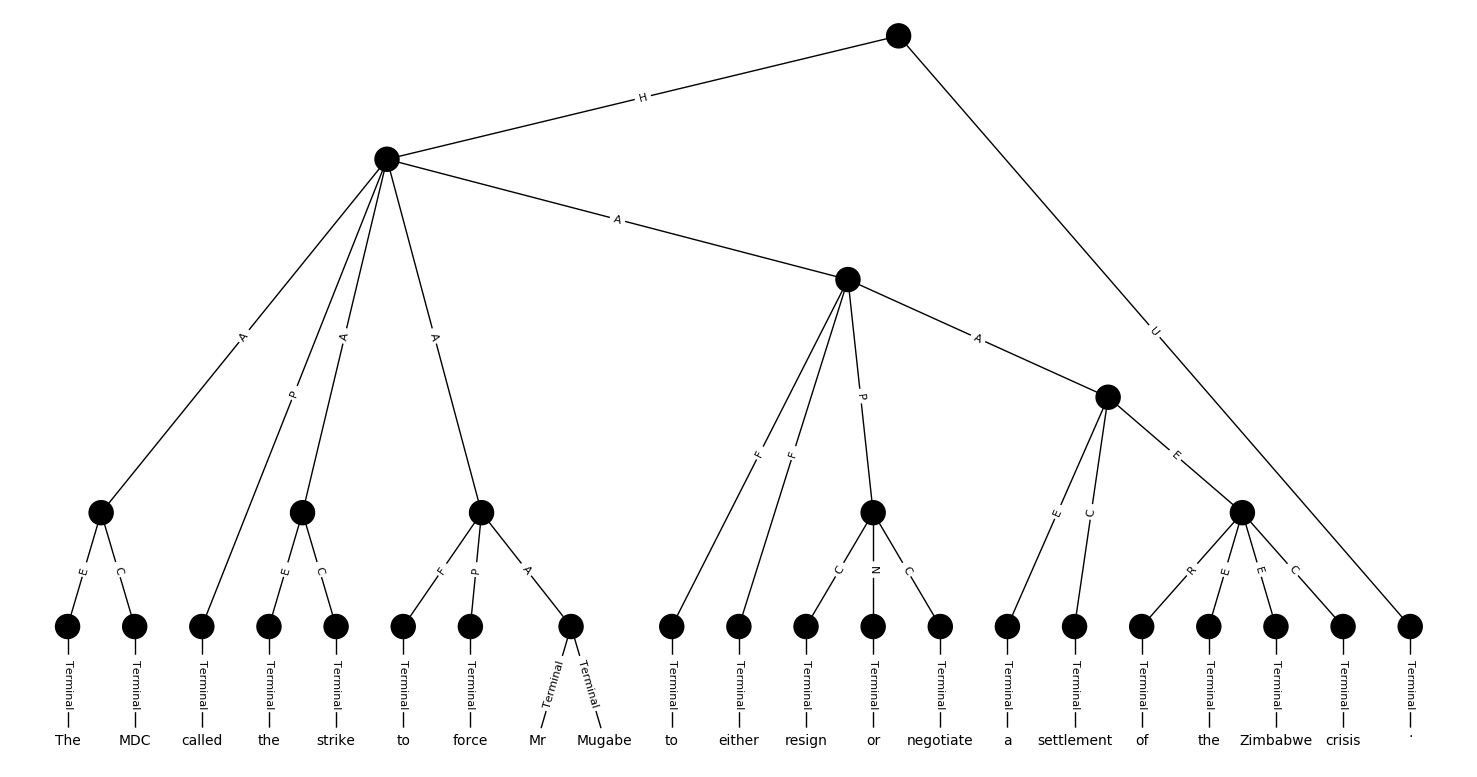 H
A
A
U
A
A
A
A
P
P
F
F
E
E
C
E
C
E
C
F
P
A
C
N
C
R
E
E
C
Terminal Terminal Terminal Terminal Terminal Terminal Terminal Terminal Terminal Terminal Terminal Terminal Terminal Terminal Terminal Terminal Terminal Terminal Terminal Terminal Terminal
The MDC called the strike to force Mr Mugabe to either resign or negotiate a settlement of the Zimbabwe crisis .